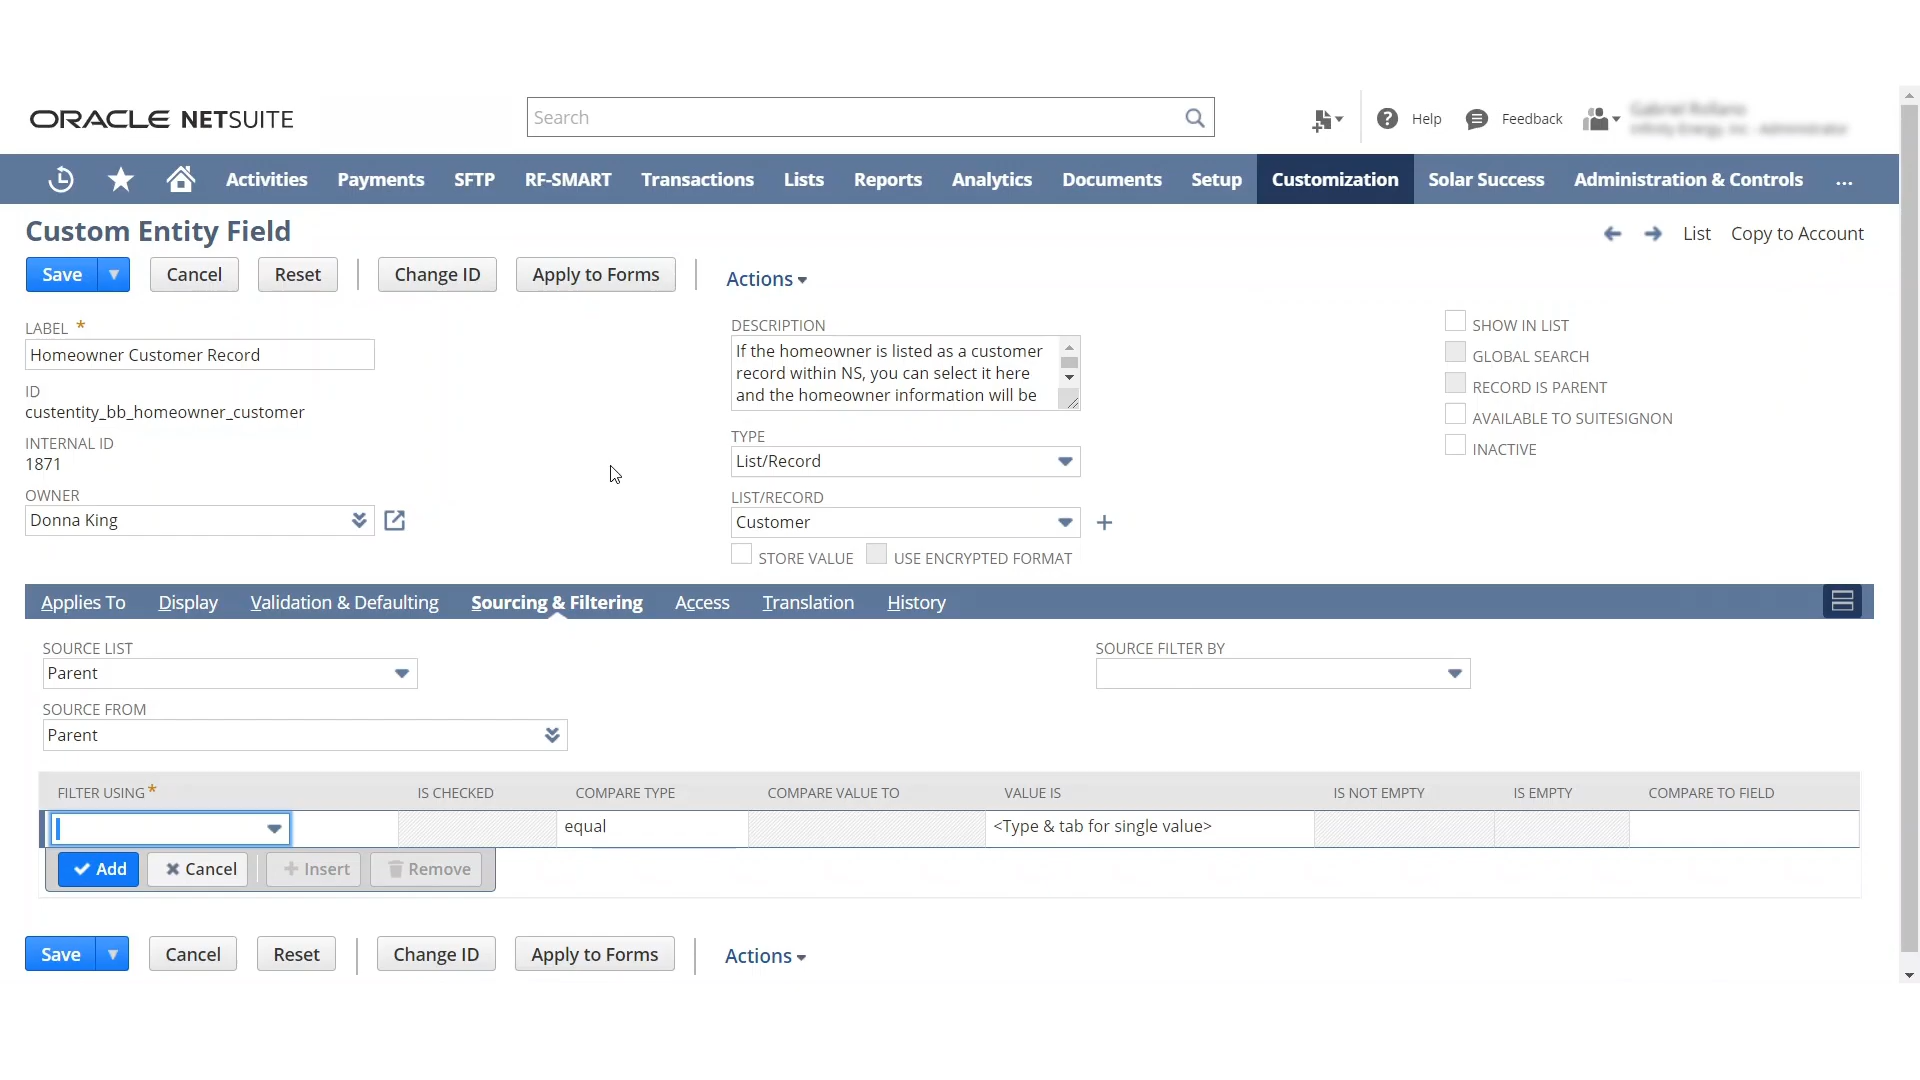 ORACLE NETSUITE
Search
Help
Feedback
Activities
Payments
SFTP
RF-SMART
Transactions
Lists
Reports
Analytics
Documents
Setup
Customization
Solar Success
Administration & Controls
...
Custom Entity Field
List
Copy to Account
Save
Cancel
Reset
Change ID
Apply to Forms
Actions
LABEL *
Homeowner Customer Record
ID
custentity_bb_homeowner_customer
INTERNAL ID
1871
OWNER
Donna King
DESCRIPTION
If the homeowner is listed as a customer
record within NS, you can select it here
and the homeowner information will be
TYPE
List/Record
LIST/RECORD
Customer
STORE VALUE
USE ENCRYPTED FORMAT
SHOW IN LIST
GLOBAL SEARCH
RECORD IS PARENT
AVAILABLE TO SUITESIGNON
INACTIVE
Applies To
Display
Validation & Defaulting
Sourcing & Filtering
Access
Translation
History
SOURCE LIST
Parent
SOURCE FROM
Parent
SOURCE FILTER BY
FILTER USING *
IS CHECKED
COMPARE TYPE
COMPARE VALUE TO
VALUE IS
IS NOT EMPTY
IS EMPTY
COMPARE TO FIELD
equal
<Type & tab for single value>
Add
Cancel
Insert
Remove
Save
Cancel
Reset
Change ID
Apply to Forms
Actions